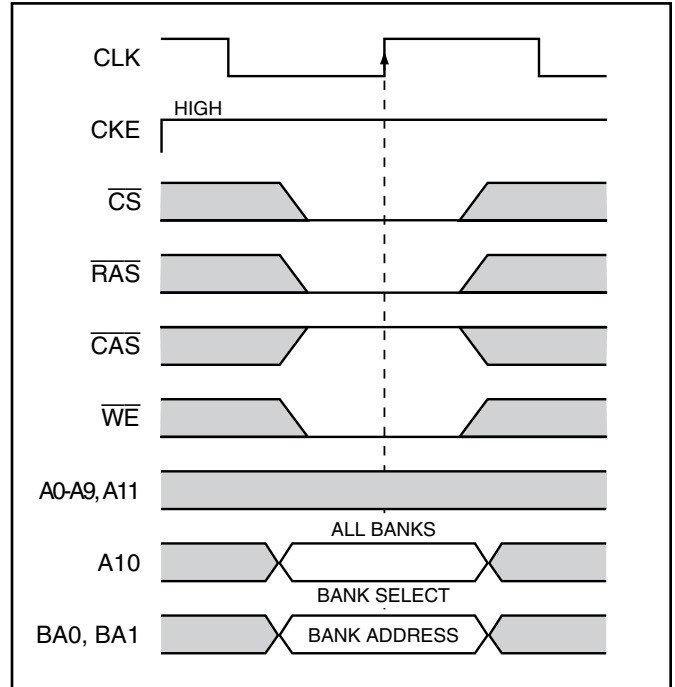 CLK
HIGH
CKE
CS
RAS
CAS
WE
A0-A9, A11
ALL BANKS
A10
BANK SELECT
BA0, BA1
BANK ADDRESS